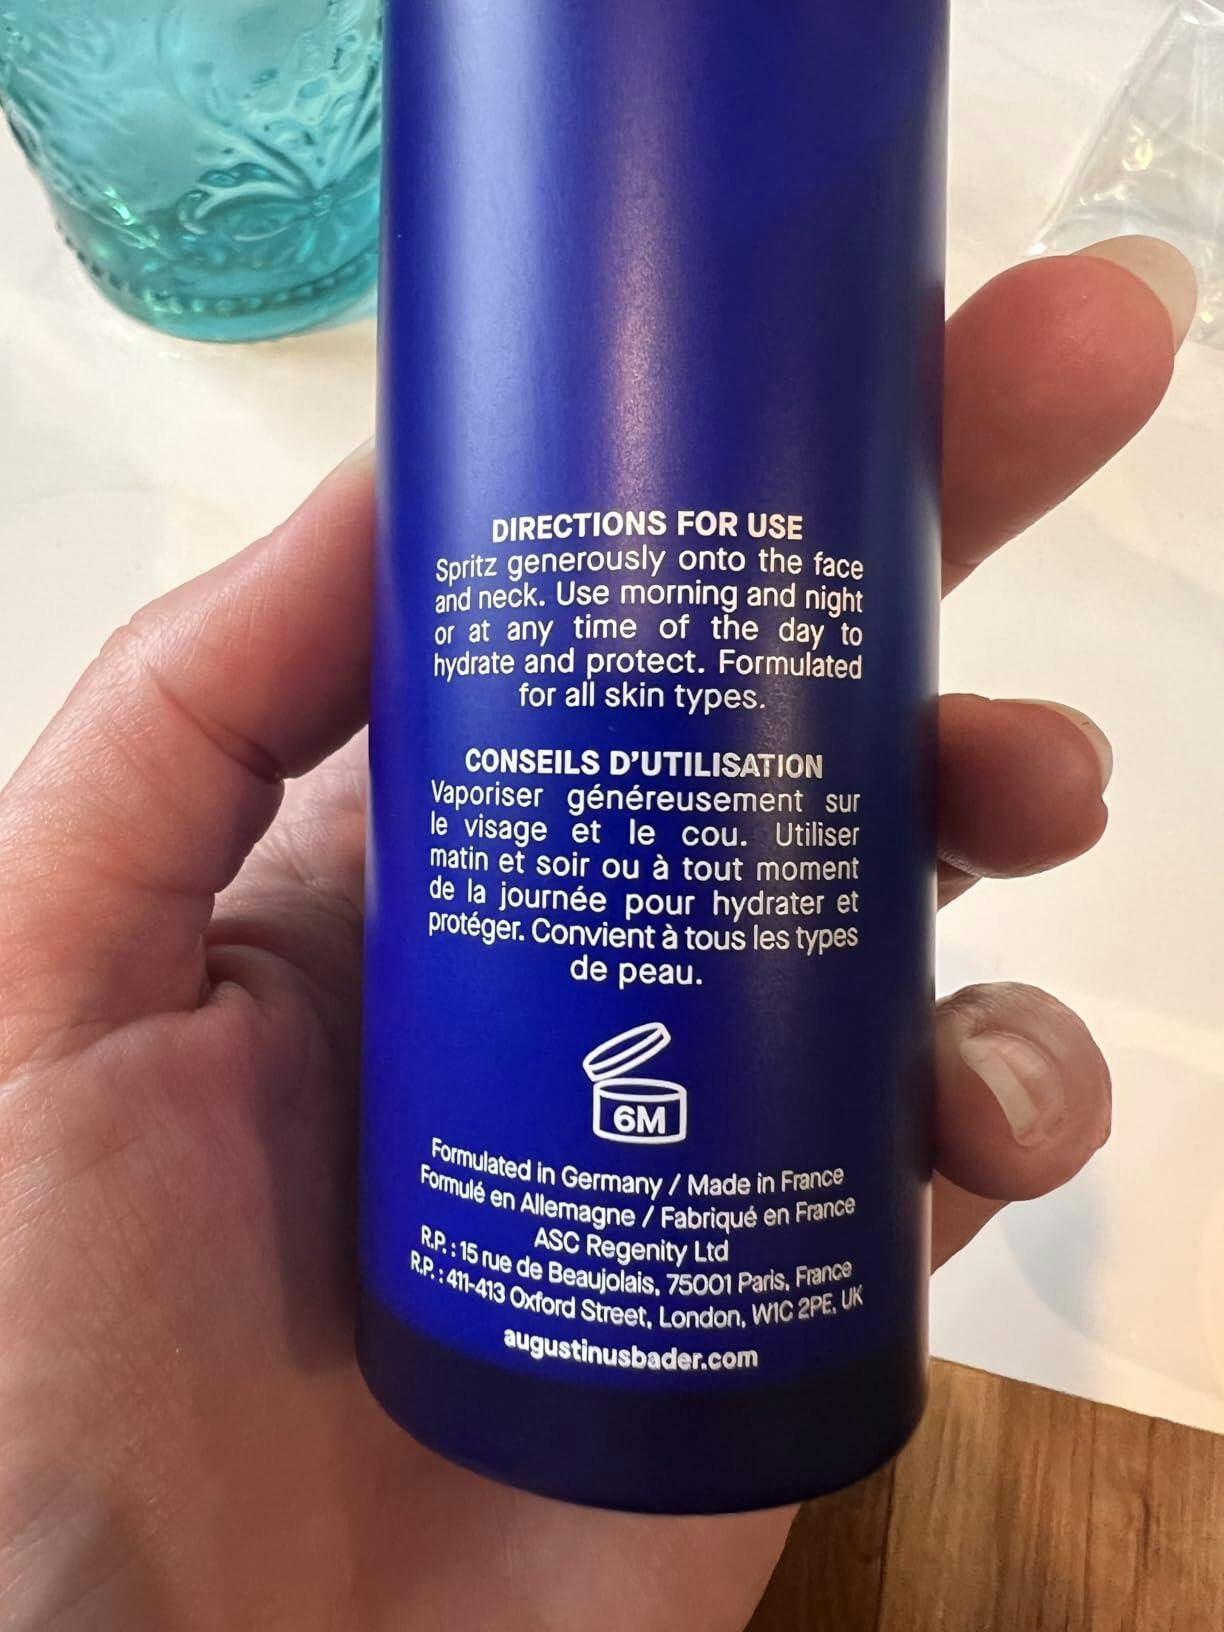 DIRECTIONS FOR USE
Spritz generously onto the face
and neck. Use morning and night
or at any time of the day to
hydrate and protect. Formulated
for all skin types.
CONSEILS D'UTILISATION
Vaporiser généreusement sur
le visage et le cou. Utiliser
matin et soir ou à tout moment
de la journée pour hydrater et
protéger. Convient à tous les types
de peau.
6M
Formulated in Germany / Made in France
Formulé en Allemagne / Fabriqué en France
ASC Regenity Ltd
R.P. : 15 rue de Beaujolais, 75001 Paris, France
R.P. : 411-413 Oxford Street, London, W1C 2PE, UK
augustinusbader.com